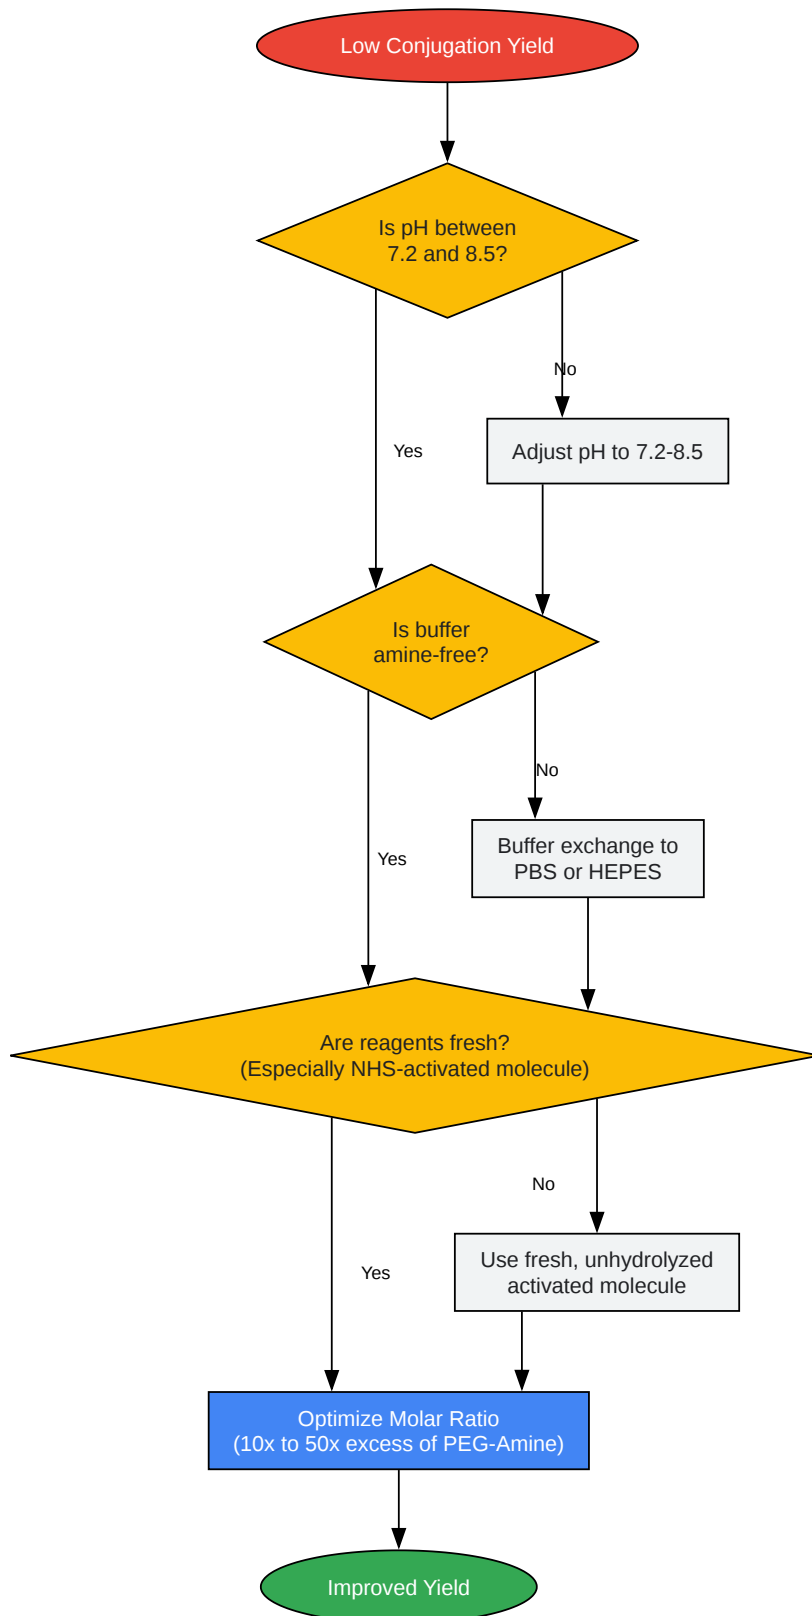 Low Conjugation Yield
Is pH between
7.2 and 8.5?
No
Yes
Adjust pH to 7.2-8.5
Is buffer
amine-free?
No
Yes
Buffer exchange to
PBS or HEPES
Are reagents fresh?
(Especially NHS-activated molecule)
No
Yes
Use fresh, unhydrolyzed
activated molecule
Optimize Molar Ratio
(10x to 50x excess of PEG-Amine)
Improved Yield